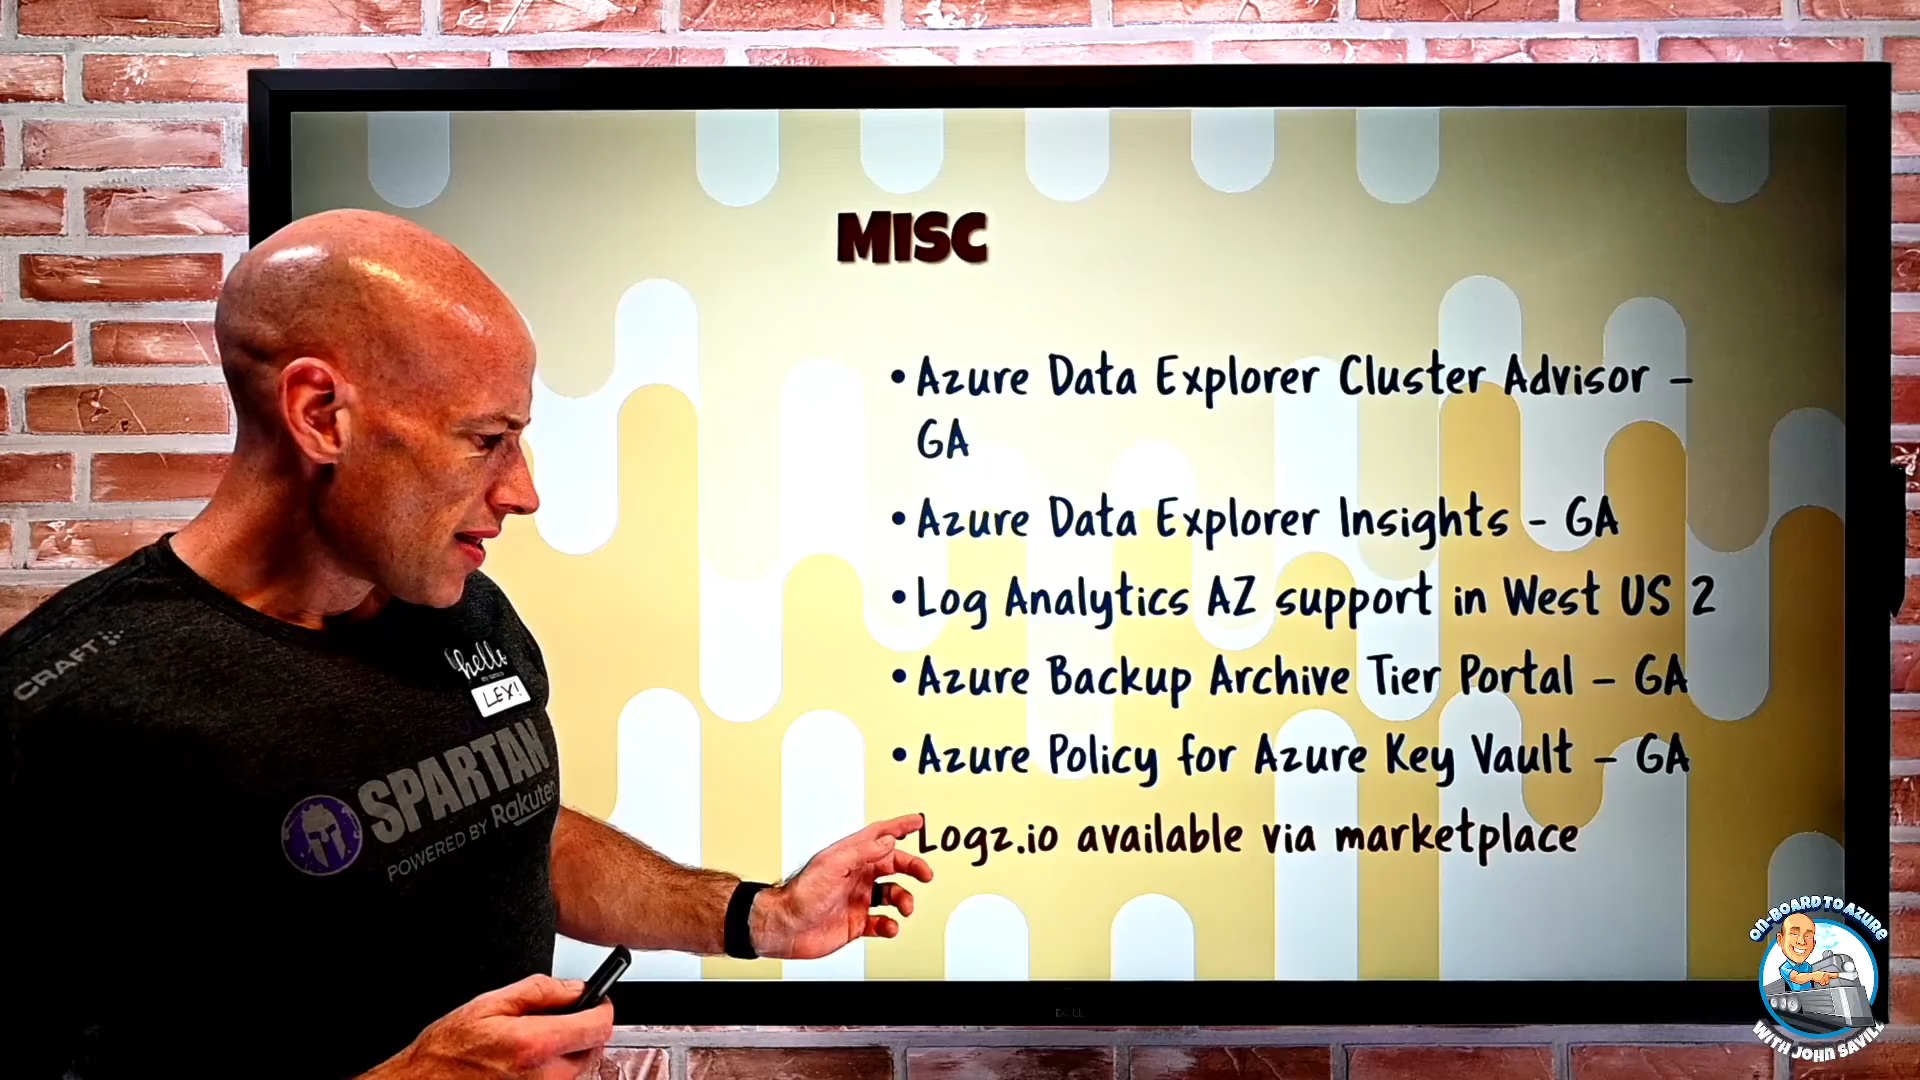 MISC
• Azure Data Explorer Cluster Advisor –
GA
• Azure Data Explorer Insights - GA
• Log Analytics AZ support in West US 2
• Azure Backup Archive Tier Portal – GA
• Azure Policy for Azure Key Vault – GA
• Logz.io available via marketplace
CRAFT
hello
LEX!
SPARTAN
POWERED BY Rakuten
DELL
ON-BOARD TO AZURE
WITH JOHN SAVILL